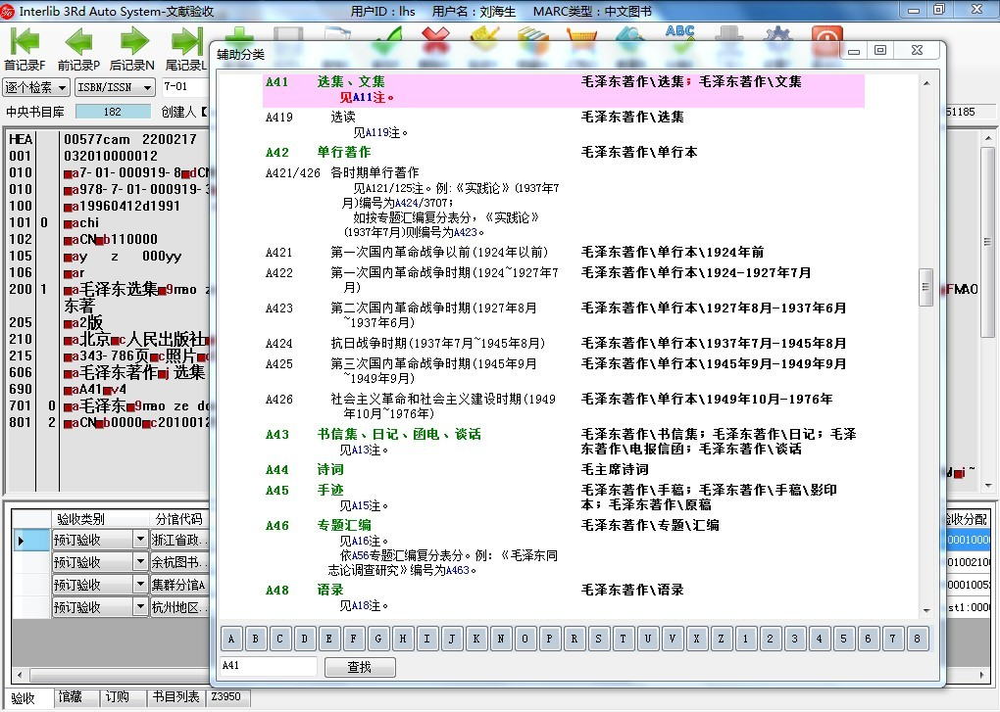 Interlib 3Rd Auto System-文献验收 用户ID：lhs 用户名：刘海生 MARC类型：中文图书
ABC
首记录F 前记录P 后记录N 尾记录L
逐个检索 ISBN/ISSN 7-01
中央书目库 182 创建人【 51185
HEA 00577cam 2200217
001 032010000012
010 ■a7-01-000919-8■dCN
010 ■a978-7-01-000919-
100 ■a19960412d1991
101 0 ■achi
102 ■aCN■b110000
105 ■ay z 000yy
106 ■ar
200 1 ■a毛泽东选集■9mao z
东著
205 ■a2版
210 ■a北京■c人民出版社■
215 ■a343-786页■c照片■
606 ■a毛泽东著作■j选集
690 ■aA41■v4
701 0 ■a毛泽东■9mao ze do
801 2 ■aCN■b0000■c201001
■FMAO
辅助分类
A41 选集、文集 毛泽东著作\选集；毛泽东著作\文集
见A11注。
A419 选读 毛泽东著作\选集
见A119注。
A42 单行著作 毛泽东著作\单行本
A421/426 各时期单行著作
见A121/125注。例:《实践论》(1937年7
月)编号为A424/3707；
如按专题汇编复分表分，《实践论》
(1937年7月)则编号为A423。
A421 第一次国内革命战争以前(1924年以前) 毛泽东著作\单行本\1924年前
A422 第一次国内革命战争时期(1924~1927年7 毛泽东著作\单行本\1924-1927年7月
月)
A423 第二次国内革命战争时期(1927年8月 毛泽东著作\单行本\1927年8月-1937年6月
~1937年6月)
A424 抗日战争时期(1937年7月~1945年8月) 毛泽东著作\单行本\1937年7月-1945年8月
A425 第三次国内革命战争时期(1945年9月 毛泽东著作\单行本\1945年9月-1949年9月
~1949年9月)
A426 社会主义革命和社会主义建设时期(1949 毛泽东著作\单行本\1949年10月-1976年
年10月~1976年)
A43 书信集、日记、函电、谈话 毛泽东著作\书信集；毛泽东著作\日记；毛泽
见A13注。 东著作\电报信函；毛泽东著作\谈话
A44 诗词 毛主席诗词
A45 手迹 毛泽东著作\手稿；毛泽东著作\手稿\影印
见A15注。 本；毛泽东著作\原稿
A46 专题汇编 毛泽东著作\专题\汇编
见A16注。
依A56专题汇编复分表分。例：《毛泽东同
志论调查研究》编号为A463。
A48 语录 毛泽东著作\语录
见A18注。
A B C D E F G H I J K N O P R S T U V X Z 1 2 3 4 5 6 7 8
A41 查找
验收类别 分馆代码 验收分配
预订验收 浙江省政.. 0001000
预订验收 余杭图书.. 01002100
预订验收 集群分馆A 0001005
预订验收 杭州地区.. st1:000
验收 馆藏 订购 书目列表 Z3950